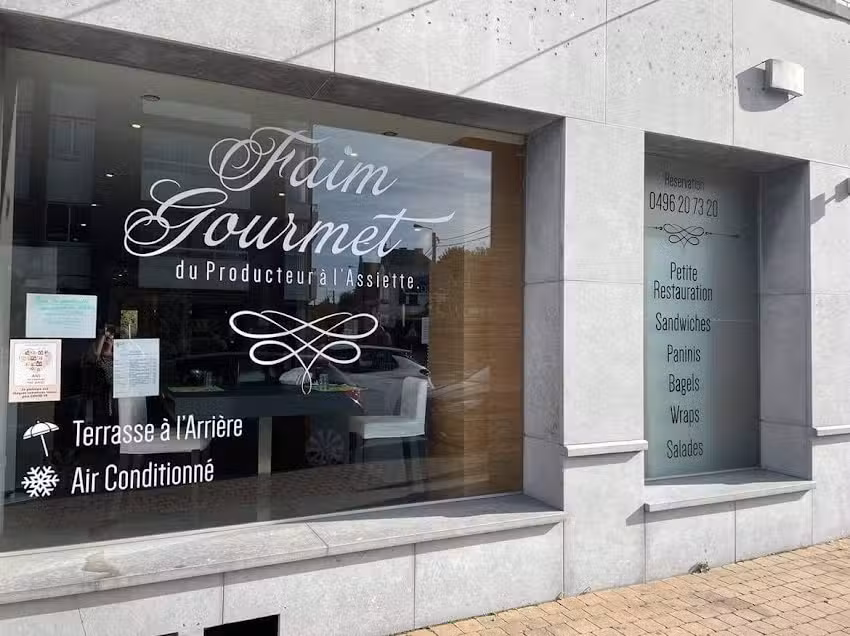 Faim
Gourmet
du Producteur à l'Assiette.
Terrasse à l'Arrière
Air Conditionné
Réservation
0496 20 73 20
Petite
Restauration
Sandwiches
Paninis
Bagels
Wraps
Salades